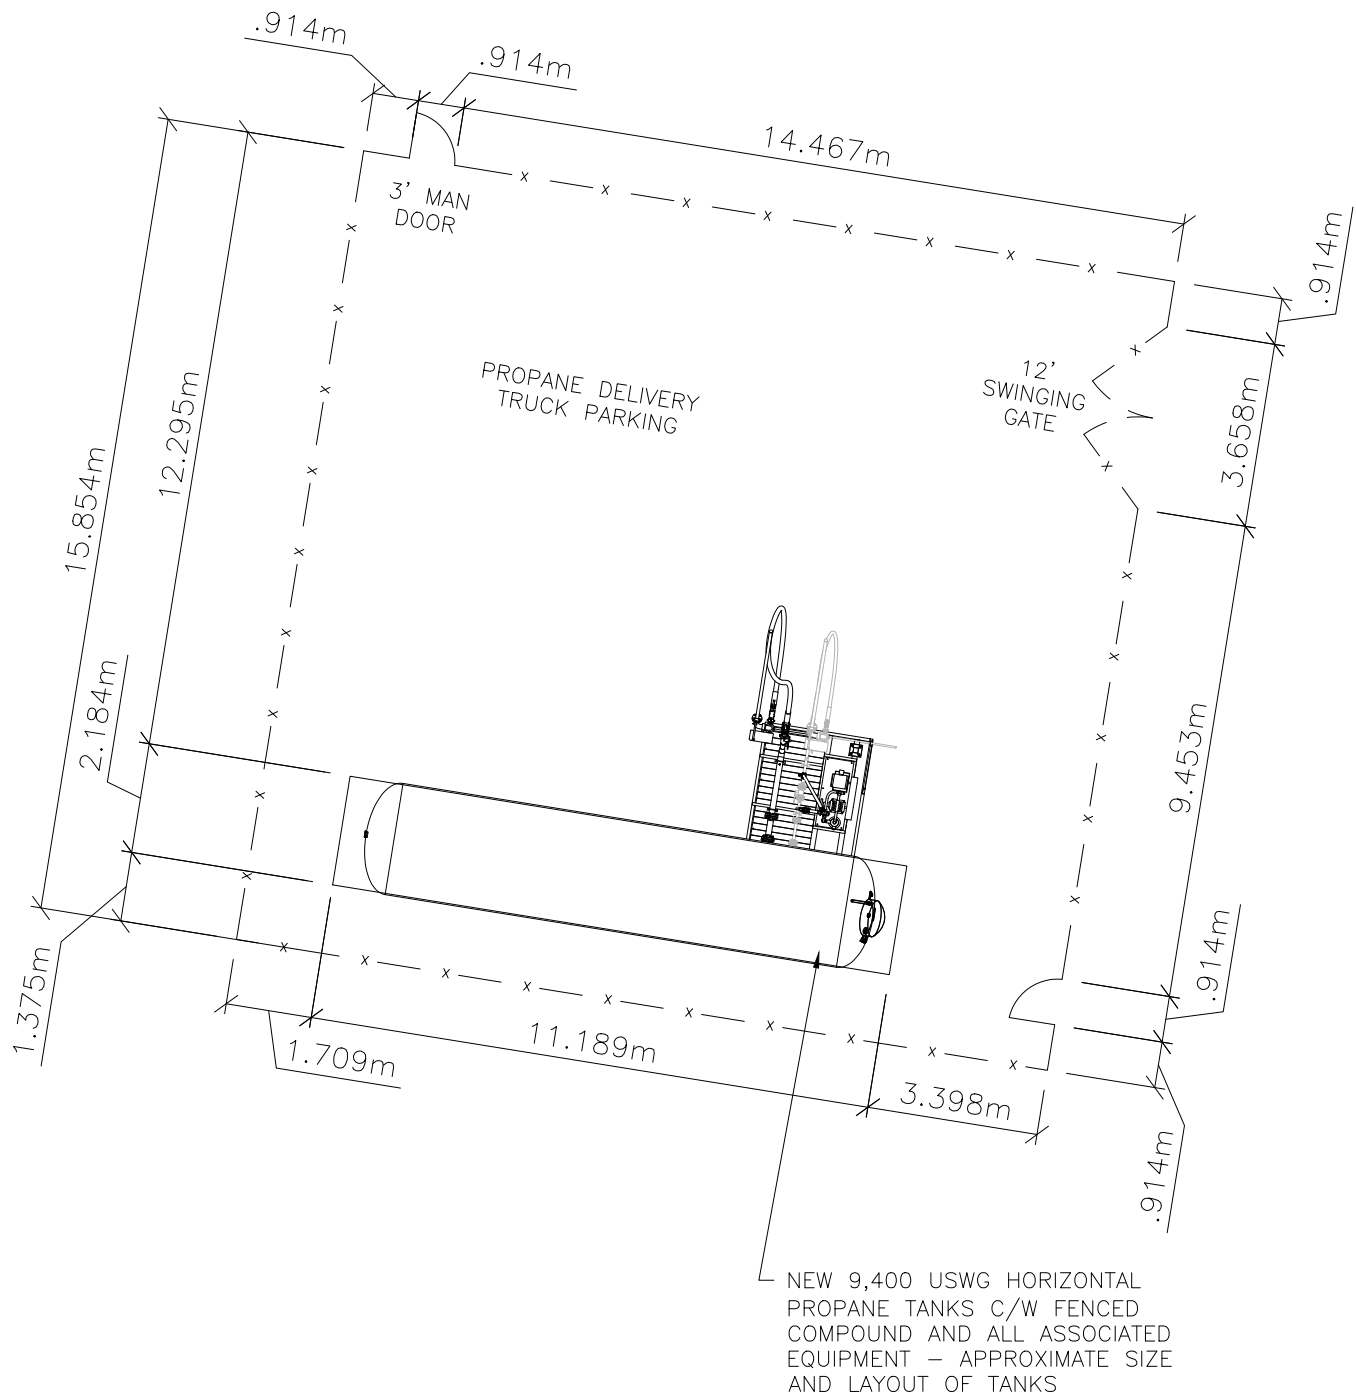 .914m
.914m
14.467m
3' MAN
DOOR
.914m
12'
SWINGING
GATE
PROPANE DELIVERY
TRUCK PARKING
3.658m
12.295m
15.854m
2.184m
9.453m
.914m
1.375m
1.709m
11.189m
3.398m
.914m
NEW 9,400 USWG HORIZONTAL
PROPANE TANKS C/W FENCED
COMPOUND AND ALL ASSOCIATED
EQUIPMENT – APPROXIMATE SIZE
AND LAYOUT OF TANKS